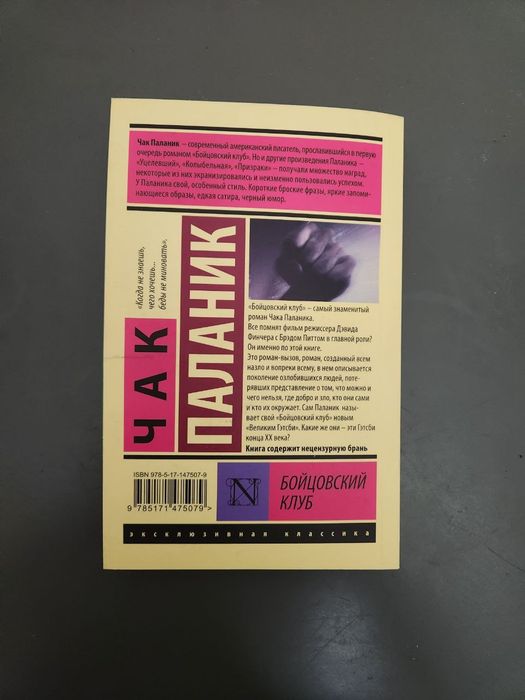 Чак Паланик – современный американский писатель, прославившийся в первую
очередь романом «Бойцовский клуб». Но и другие произведения Паланика –
«Уцелевший», «Колыбельная», «Призраки» – получали множество наград,
некоторые из них экранизировались и неизменно пользовались успехом.
У Паланика свой, особенный стиль. Короткие броские фразы, яркие запоми-
нающиеся образы, едкая сатира, черный юмор.
«Когда не знаешь,
чего хочешь...
беды не миновать».
ЧАК
ПАЛАНИК
«Бойцовский клуб» – самый знаменитый
роман Чака Паланика.
Все помнят фильм режиссера Дэвида
Финчера с Брэдом Питтом в главной роли?
Он именно по этой книге.
Это роман-вызов, роман, созданный всем
назло и вопреки всему, в нем описывается
поколение озлобившихся людей, поте-
рявших представление о том, что можно и
чего нельзя, где добро и зло, кто они сами
и кто их окружает. Сам Паланик назы-
вает свой «Бойцовский клуб» новым
«Великим Гэтсби». Какие же они – эти Гэтсби
конца XX века?
Книга содержит нецензурную брань
ISBN 978-5-17-147507-9
9 785171 475079 >
N
БОЙЦОВСКИЙ
КЛУБ
эксклюзивная классика